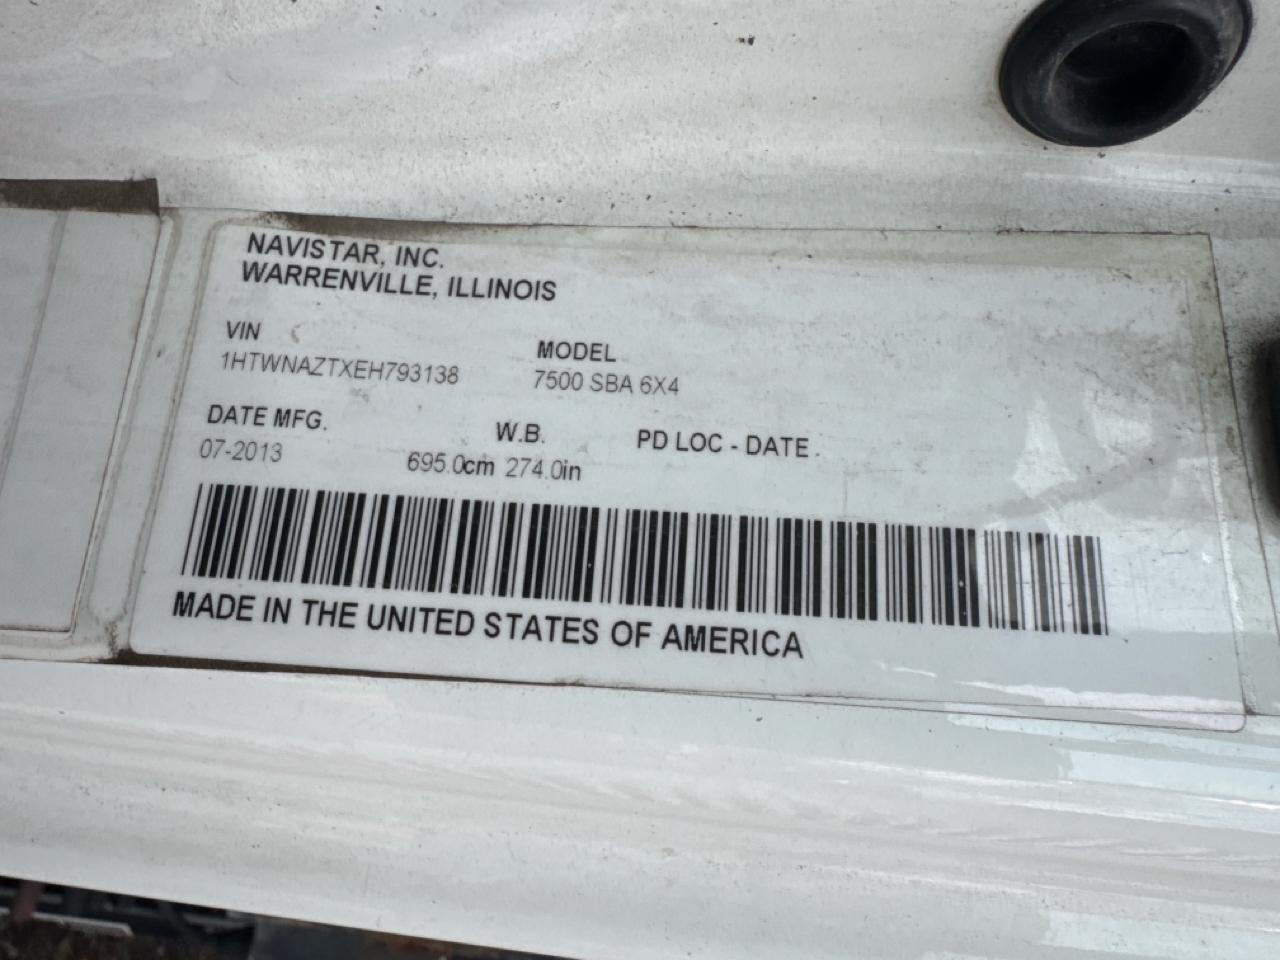 NAVISTAR, INC.
WARRENVILLE, ILLINOIS
VIN
1HTWNAZTXEH793138
MODEL
7500 SBA 6X4
DATE MFG.
07-2013
W.B.
695.0cm 274.0in
PD LOC - DATE
MADE IN THE UNITED STATES OF AMERICA